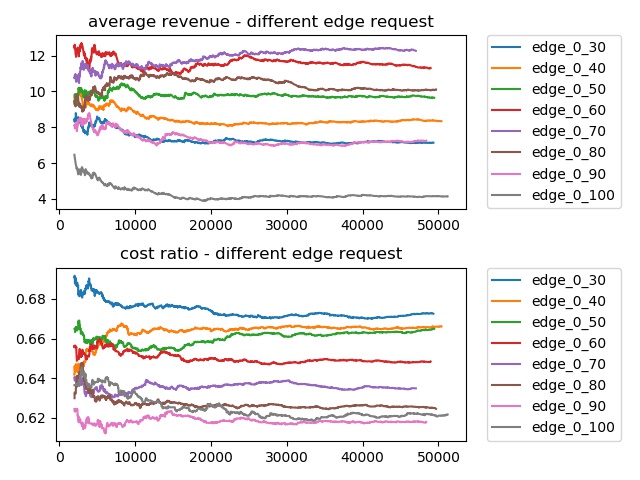 average revenue - different edge request
12
10
8
6
4
0
10000
20000
30000
40000
50000
edge_0_30
edge_0_40
edge_0_50
edge_0_60
edge_0_70
edge_0_80
edge_0_90
edge_0_100
cost ratio - different edge request
0.68
0.66
0.64
0.62
0
10000
20000
30000
40000
50000
edge_0_30
edge_0_40
edge_0_50
edge_0_60
edge_0_70
edge_0_80
edge_0_90
edge_0_100